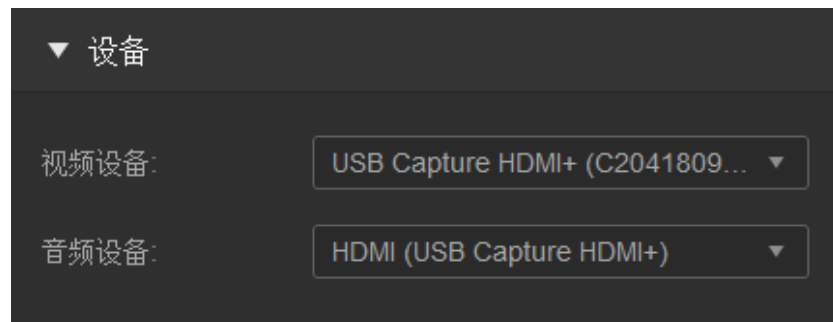 设备
视频设备:
USB Capture HDMI+ (C2041809...
音频设备:
HDMI (USB Capture HDMI+)